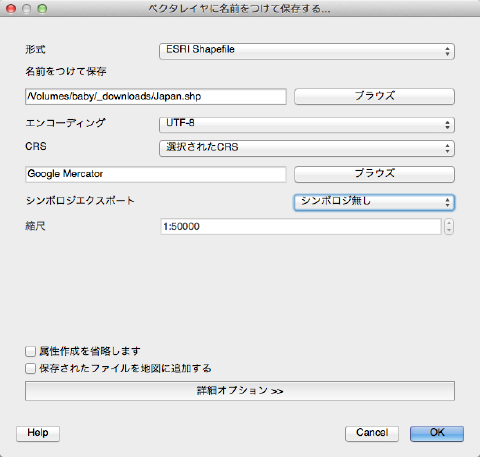 ベクタレイヤに名前をつけて保存する...
形式 ESRI Shapefile
名前をつけて保存
/Volumes/baby/_downloads/Japan.shp ブラウズ
エンコーディング UTF-8
CRS 選択されたCRS
Google Mercator ブラウズ
シンボロジエクスポート シンボロジ無し
縮尺 1:50000
属性作成を省略します
保存されたファイルを地図に追加する
詳細オプション >>
Help Cancel OK